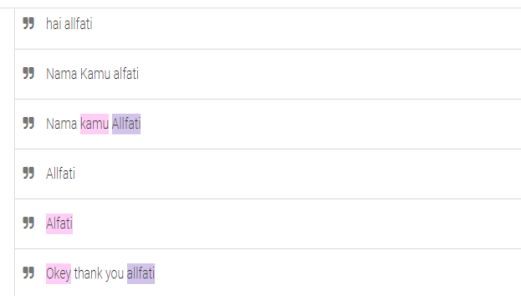 hai allfati
Nama Kamu alfati
Nama kamu Allfati
Allfati
Alfati
Okey thank you allfati